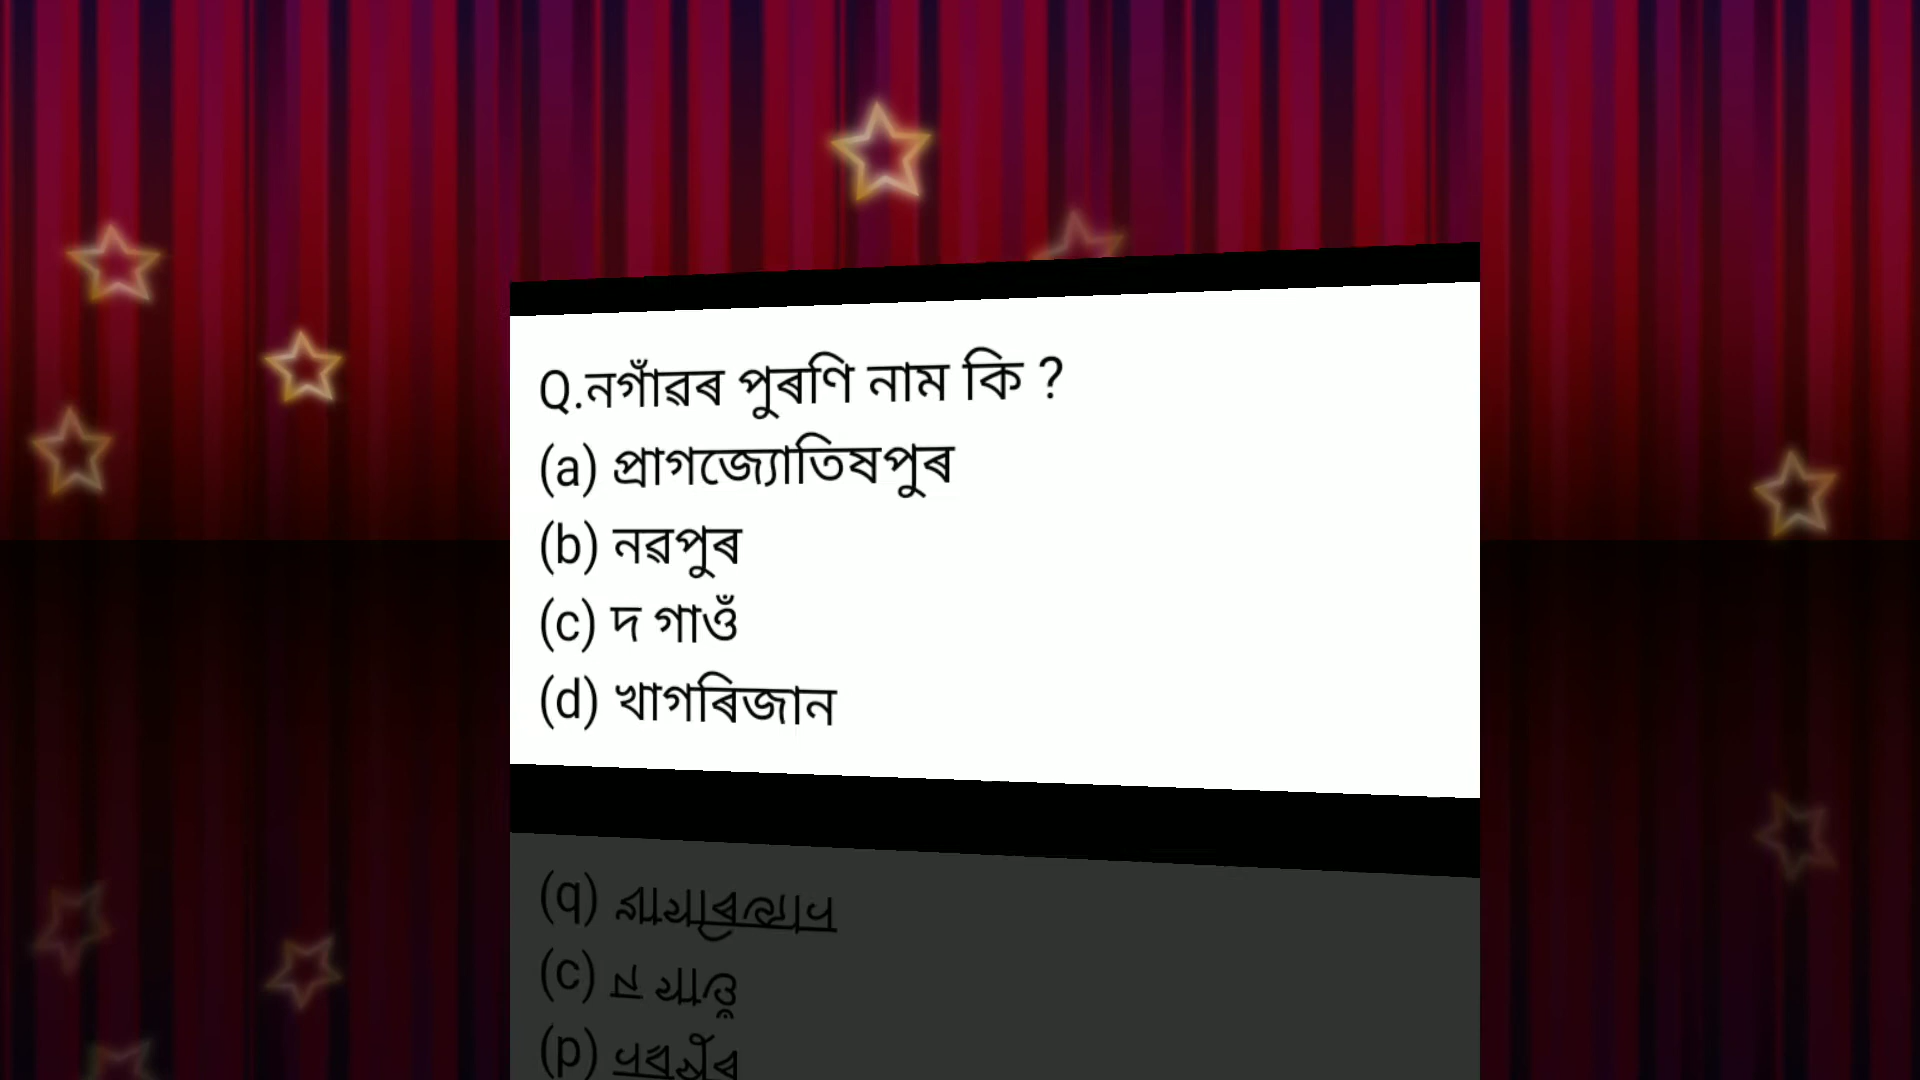 Q.নগাঁৱৰ পুৰণি নাম কি ?
(a) প্ৰাগজ্যোতিষপুৰ
(b) নৱপুৰ
(c) দ গাওঁ
(d) খাগৰিজান